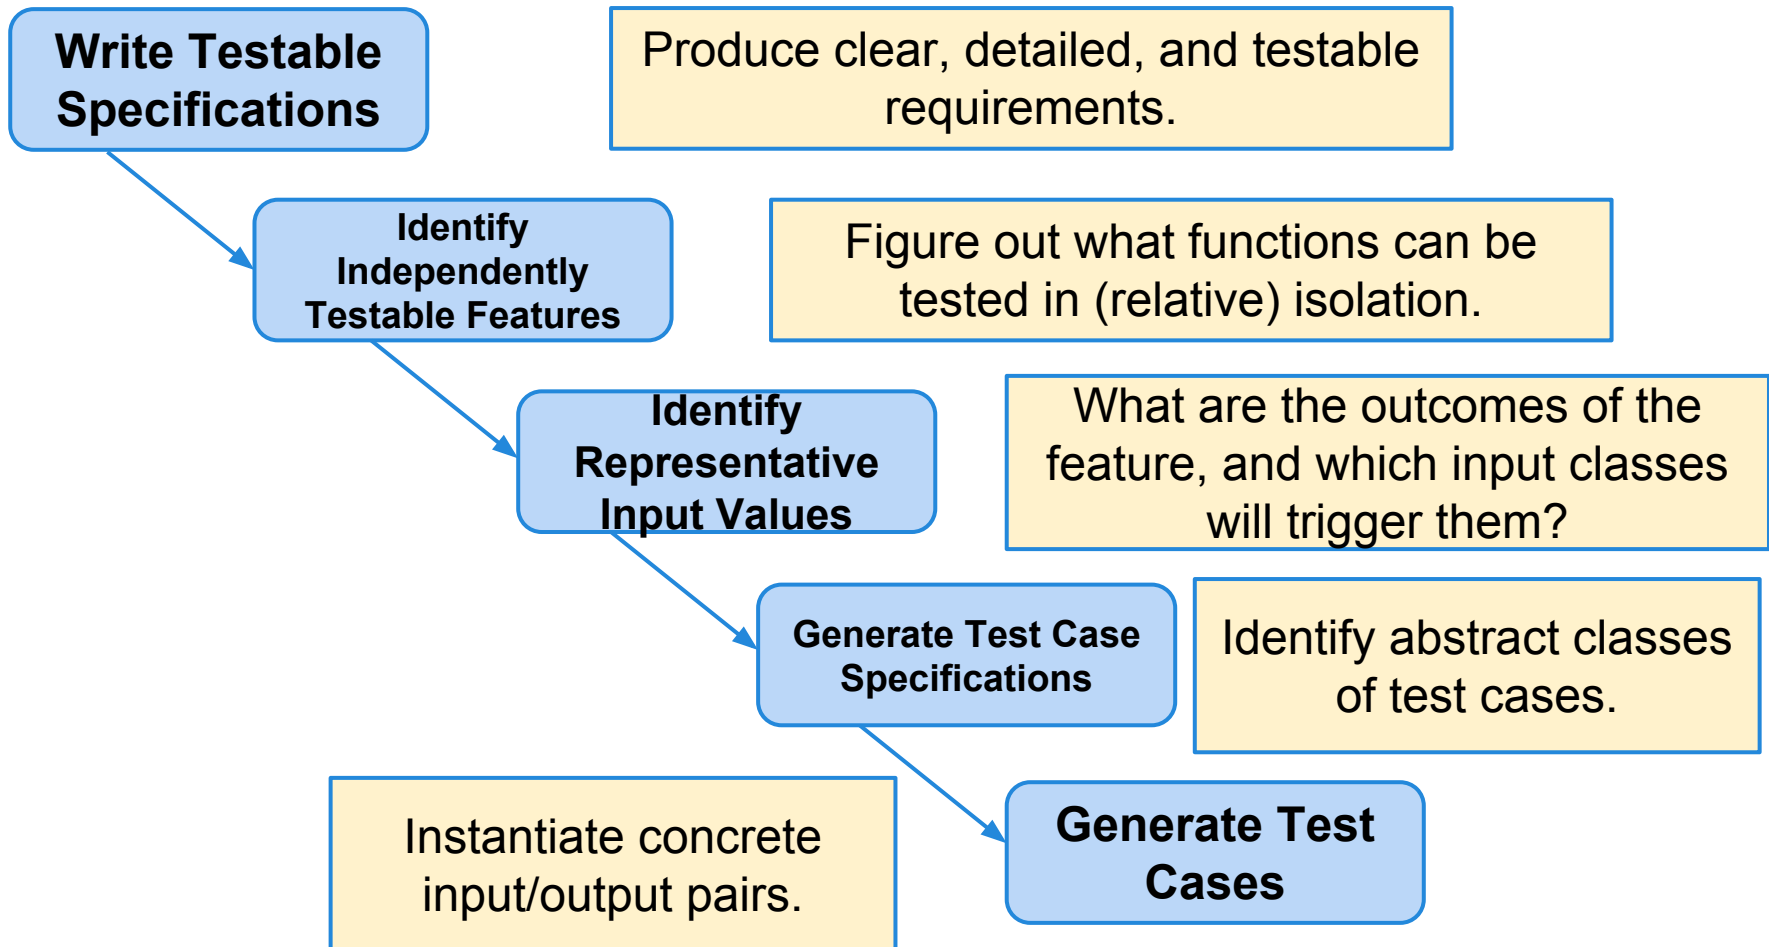 Write Testable
Specifications
Produce clear, detailed, and testable
requirements.
Identify
Independently
Testable Features
Figure out what functions can be
tested in (relative) isolation.
Identify
Representative
Input Values
What are the outcomes of the
feature, and which input classes
will trigger them?
Generate Test Case
Specifications
Identify abstract classes
of test cases.
Generate Test
Cases
Instantiate concrete
input/output pairs.